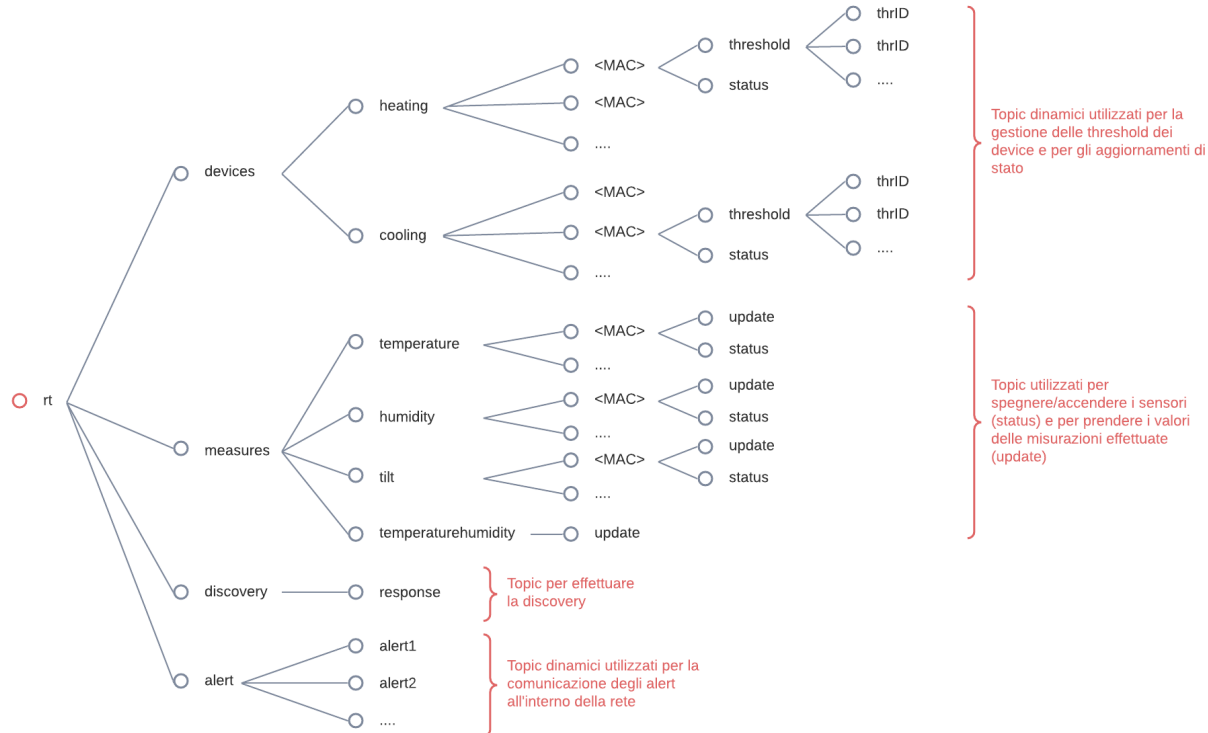 thrID
threshold
thrID
<MAC>
status
....
heating
<MAC>
....
Topic dinamici utilizzati per la
gestione delle threshold dei
device e per gli aggiornamenti di
stato
devices
<MAC>
thrID
cooling
<MAC>
threshold
thrID
status
....
....
temperature
<MAC>
update
status
....
humidity
<MAC>
update
status
....
rt
measures
tilt
<MAC>
update
status
....
temperaturehumidity
update
Topic utilizzati per
spegnere/accendere i sensori
(status) e per prendere i valori
delle misurazioni effettuate
(update)
discovery
response
Topic per effettuare
la discovery
alert
alert1
alert2
....
Topic dinamici utilizzati per la
comunicazione degli alert
all'interno della rete